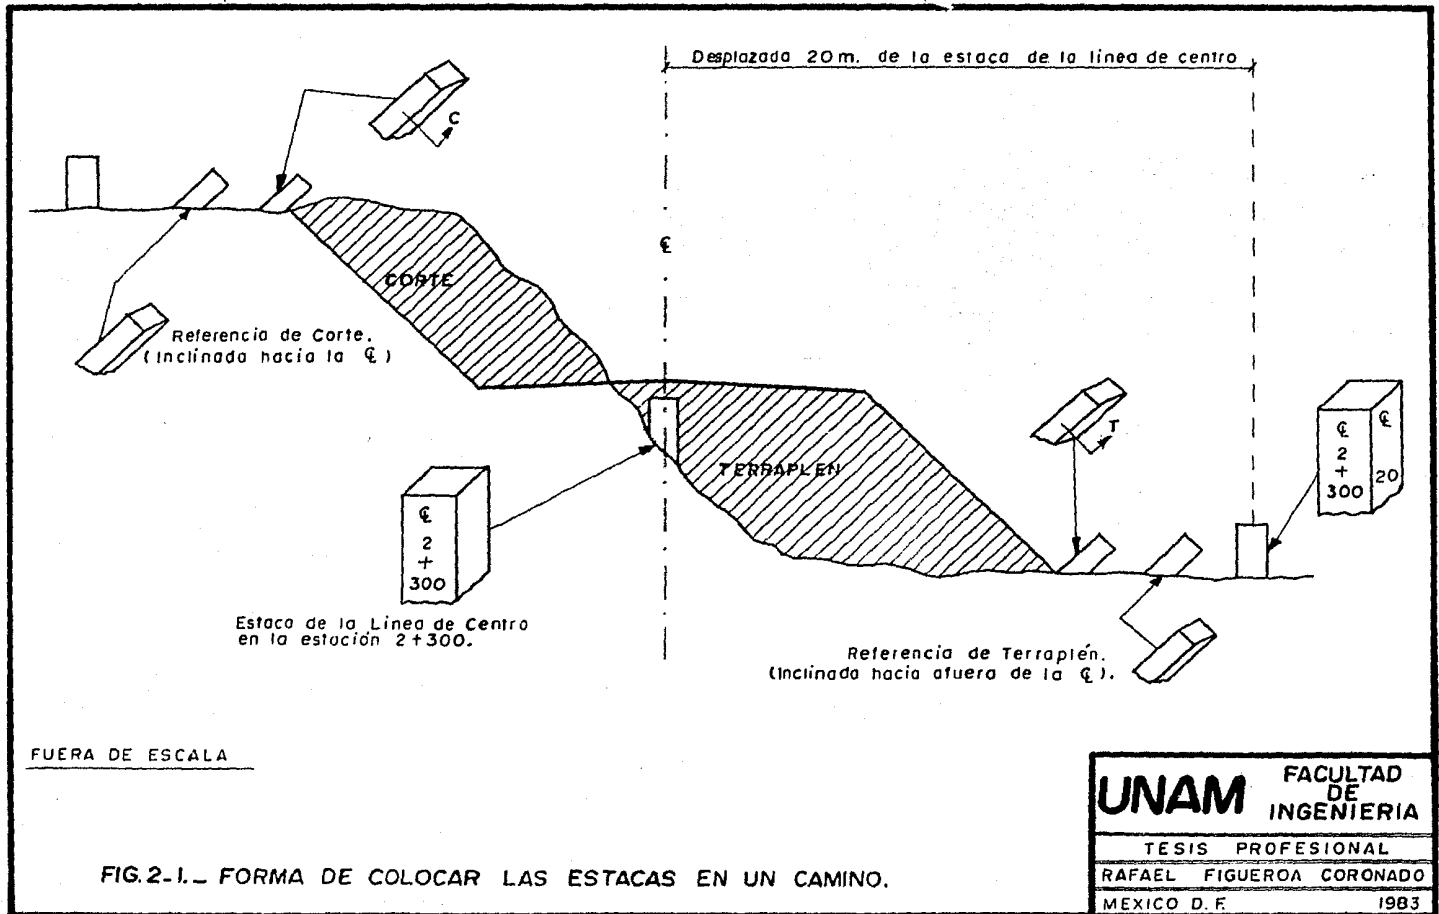 Desplazada 20 m. de la estaca de la linea de centro
C
℄
CORTE
Referencia de Corte.
(Inclinada hacia la ℄)
T
℄
2
+
300
℄
20
TERRAPLEN
℄
2
+
300
Estaca de la Linea de Centro
en la estación 2+300.
Referencia de Terraplén.
(Inclinada hacia afuera de la ℄).
FUERA DE ESCALA
UNAM
FACULTAD
DE
INGENIERIA
TESIS PROFESIONAL
RAFAEL FIGUEROA CORONADO
MEXICO D.F. 1983
FIG. 2-1._ FORMA DE COLOCAR LAS ESTACAS EN UN CAMINO.